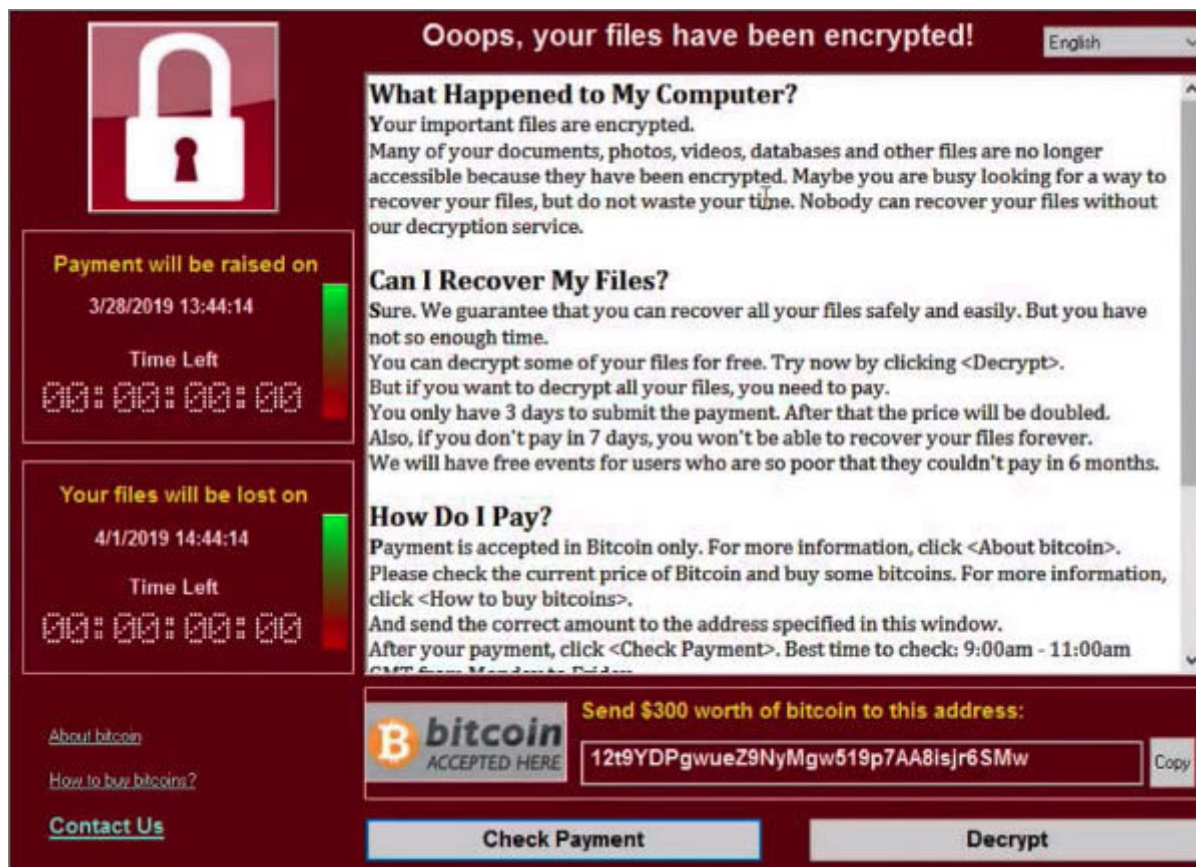 Ooops, your files have been encrypted!
English
What Happened to My Computer?
Your important files are encrypted.
Many of your documents, photos, videos, databases and other files are no longer
accessible because they have been encrypted. Maybe you are busy looking for a way to
recover your files, but do not waste your time. Nobody can recover your files without
our decryption service.
Can I Recover My Files?
Sure. We guarantee that you can recover all your files safely and easily. But you have
not so enough time.
You can decrypt some of your files for free. Try now by clicking <Decrypt>.
But if you want to decrypt all your files, you need to pay.
You only have 3 days to submit the payment. After that the price will be doubled.
Also, if you don't pay in 7 days, you won't be able to recover your files forever.
We will have free events for users who are so poor that they couldn't pay in 6 months.
How Do I Pay?
Payment is accepted in Bitcoin only. For more information, click <About bitcoin>.
Please check the current price of Bitcoin and buy some bitcoins. For more information,
click <How to buy bitcoins>.
And send the correct amount to the address specified in this window.
After your payment, click <Check Payment>. Best time to check: 9:00am - 11:00am
GMT from Monday to Friday
Payment will be raised on
3/28/2019 13:44:14
Time Left
00:00:00:00
Your files will be lost on
4/1/2019 14:44:14
Time Left
00:00:00:00
About bitcoin
How to buy bitcoins?
Contact Us
bitcoin
ACCEPTED HERE
Send $300 worth of bitcoin to this address:
12t9YDPgwueZ9NyMgw519p7AA8isjr6SMw
Copy
Check Payment
Decrypt